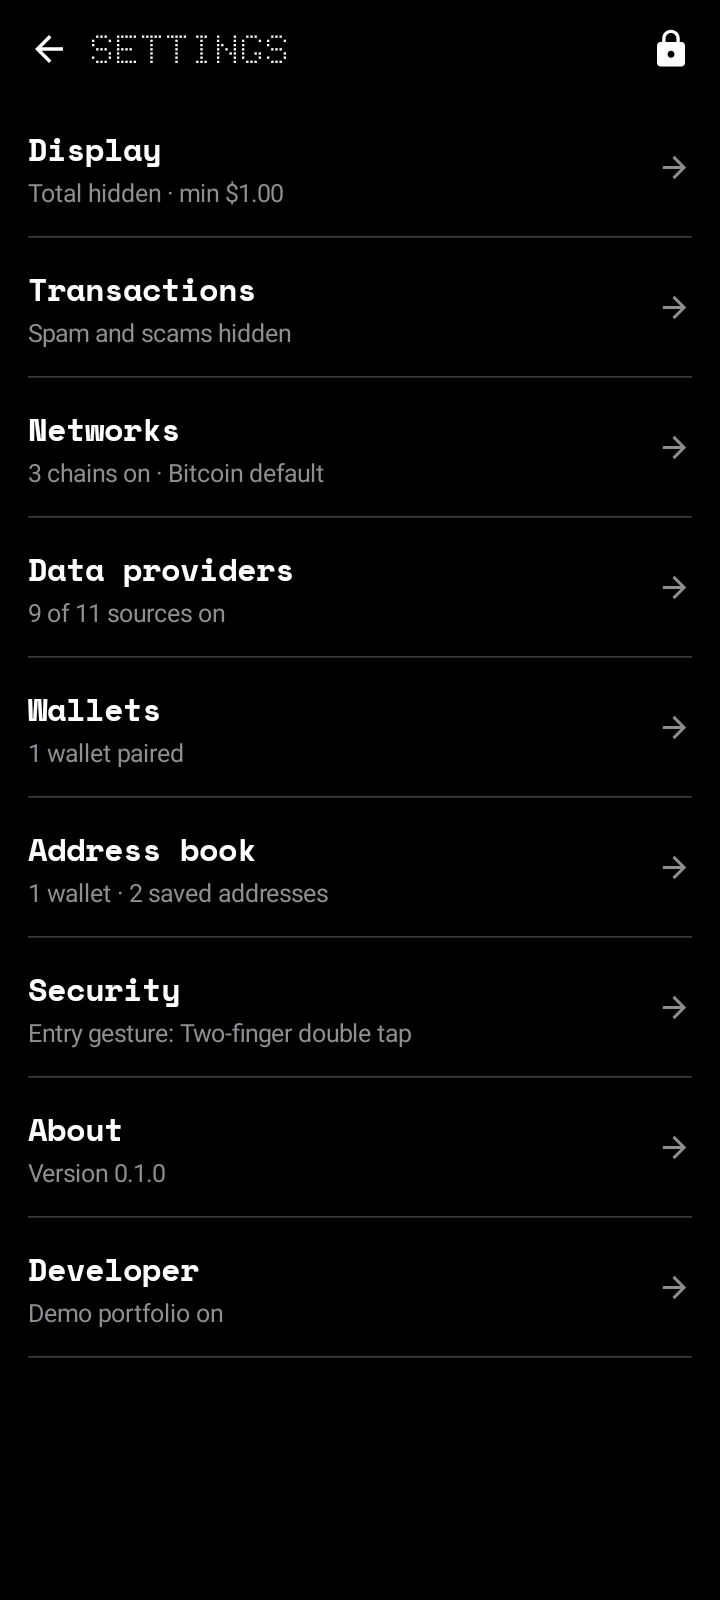 SETTINGS
Display
Total hidden · min $1.00
Transactions
Spam and scams hidden
Networks
3 chains on · Bitcoin default
Data providers
9 of 11 sources on
Wallets
1 wallet paired
Address book
1 wallet · 2 saved addresses
Security
Entry gesture: Two-finger double tap
About
Version 0.1.0
Developer
Demo portfolio on